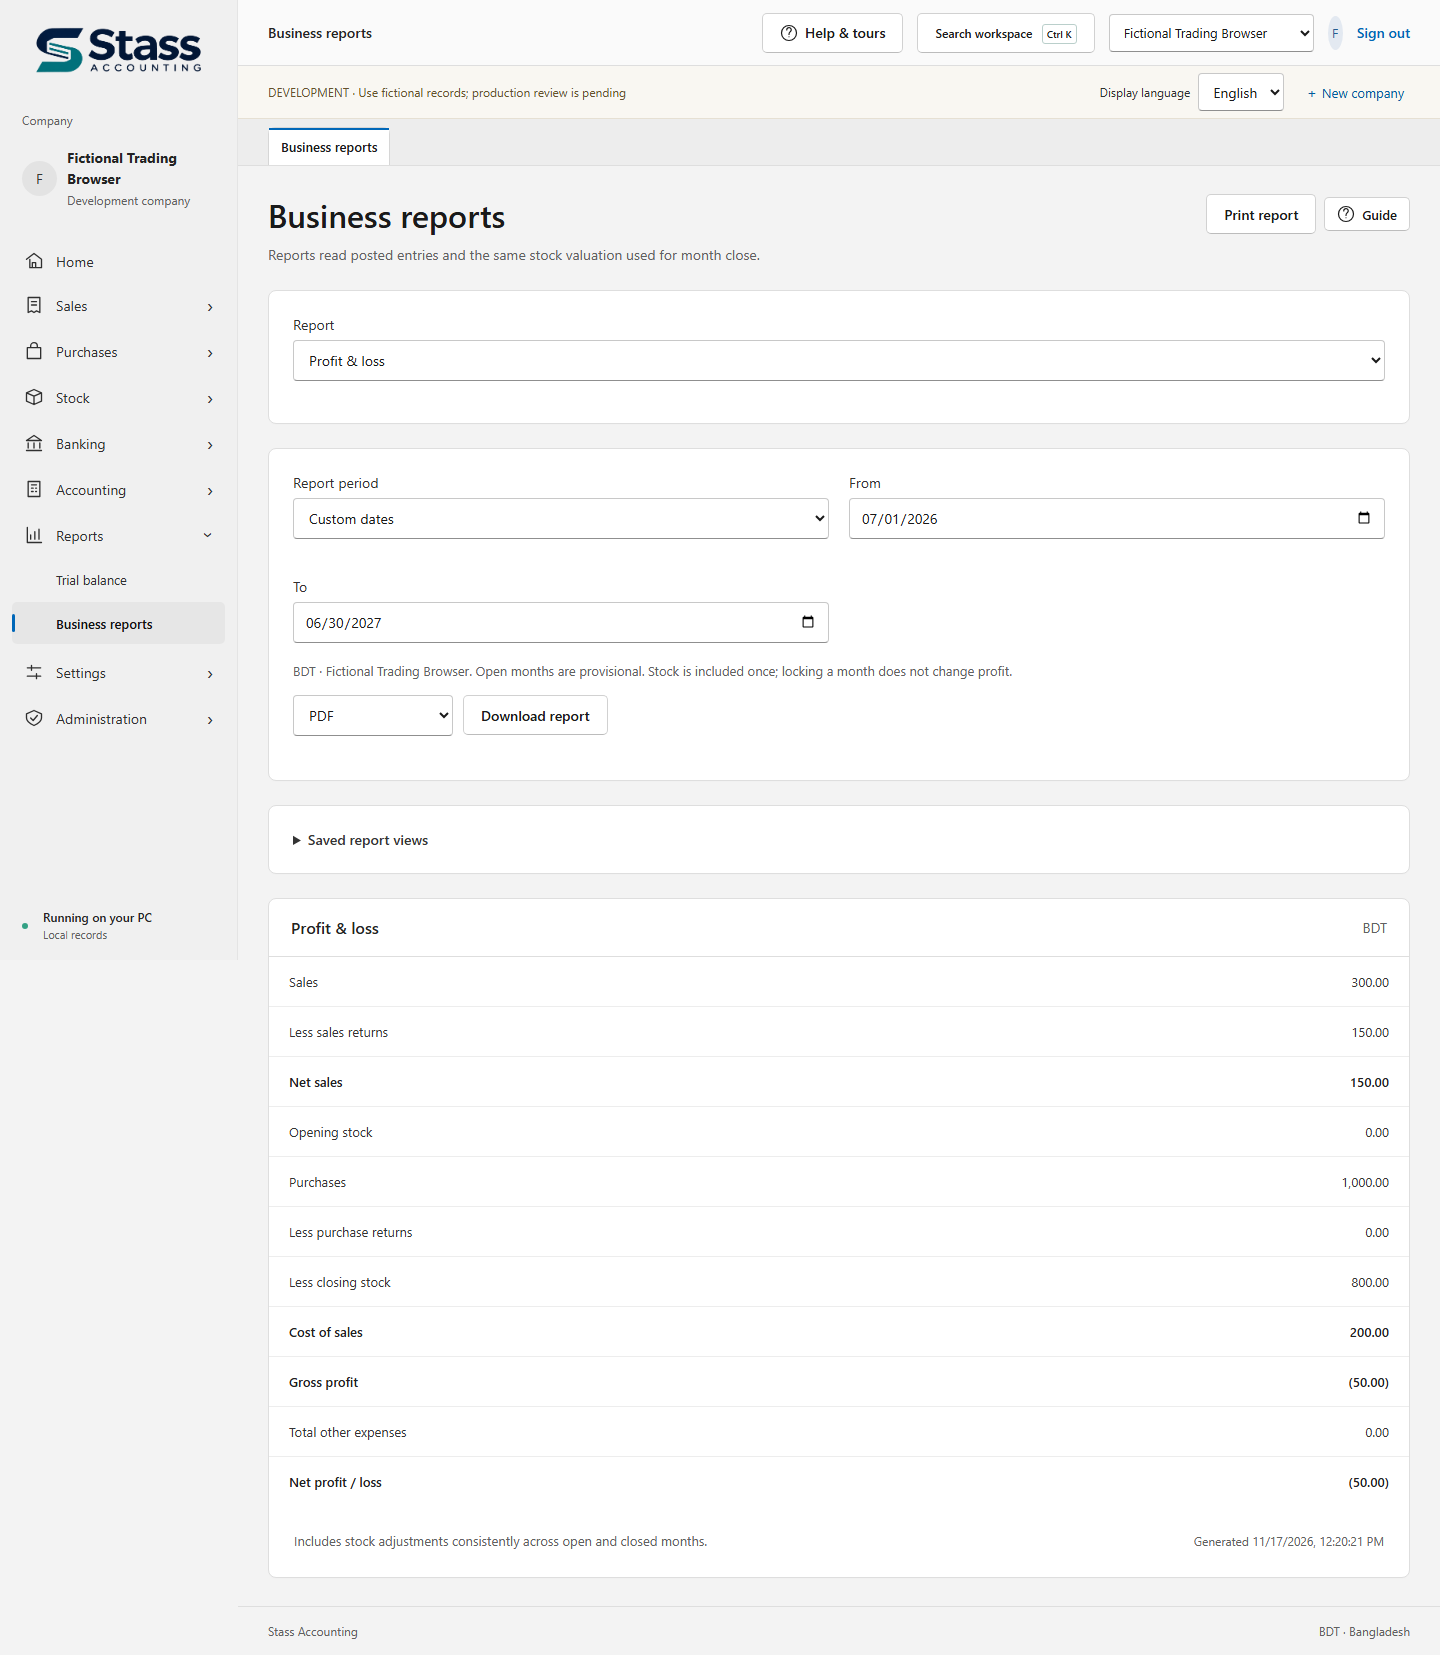 Stass
ACCOUNTING
Company
F
Fictional Trading
Browser
Development company
Home
Sales
Purchases
Stock
Banking
Accounting
Reports
Trial balance
Business reports
Settings
Administration
Running on your PC
Local records
Business reports
Help & tours
Search workspace Ctrl K
Fictional Trading Browser
F
Sign out
DEVELOPMENT · Use fictional records; production review is pending
Display language
English
+ New company
Business reports
Business reports
Print report
Guide
Reports read posted entries and the same stock valuation used for month close.
Report
Profit & loss
Report period
Custom dates
From
07/01/2026
To
06/30/2027
BDT · Fictional Trading Browser. Open months are provisional. Stock is included once; locking a month does not change profit.
PDF
Download report
Saved report views
Profit & loss BDT
Sales 300.00
Less sales returns 150.00
Net sales 150.00
Opening stock 0.00
Purchases 1,000.00
Less purchase returns 0.00
Less closing stock 800.00
Cost of sales 200.00
Gross profit (50.00)
Total other expenses 0.00
Net profit / loss (50.00)
Includes stock adjustments consistently across open and closed months.
Generated 11/17/2026, 12:20:21 PM
Stass Accounting
BDT · Bangladesh